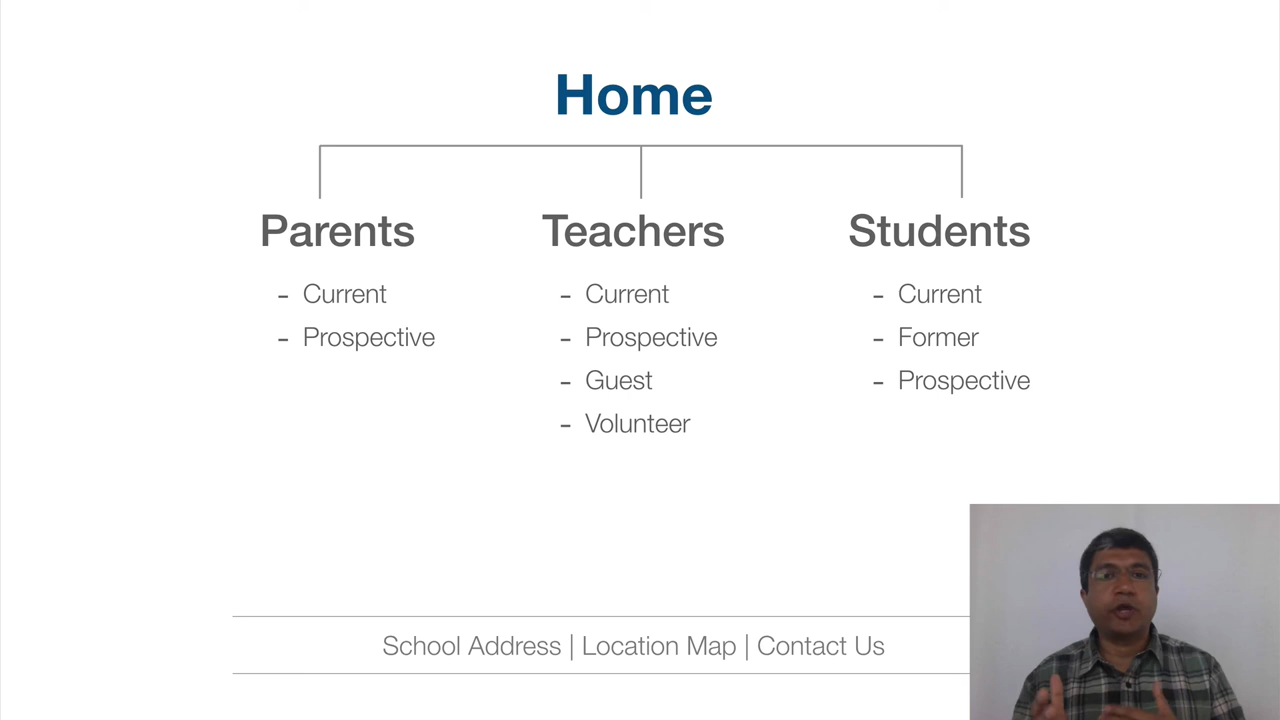 Home
Parents
- Current
- Prospective
Teachers
- Current
- Prospective
- Guest
- Volunteer
Students
- Current
- Former
- Prospective
School Address | Location Map | Contact Us